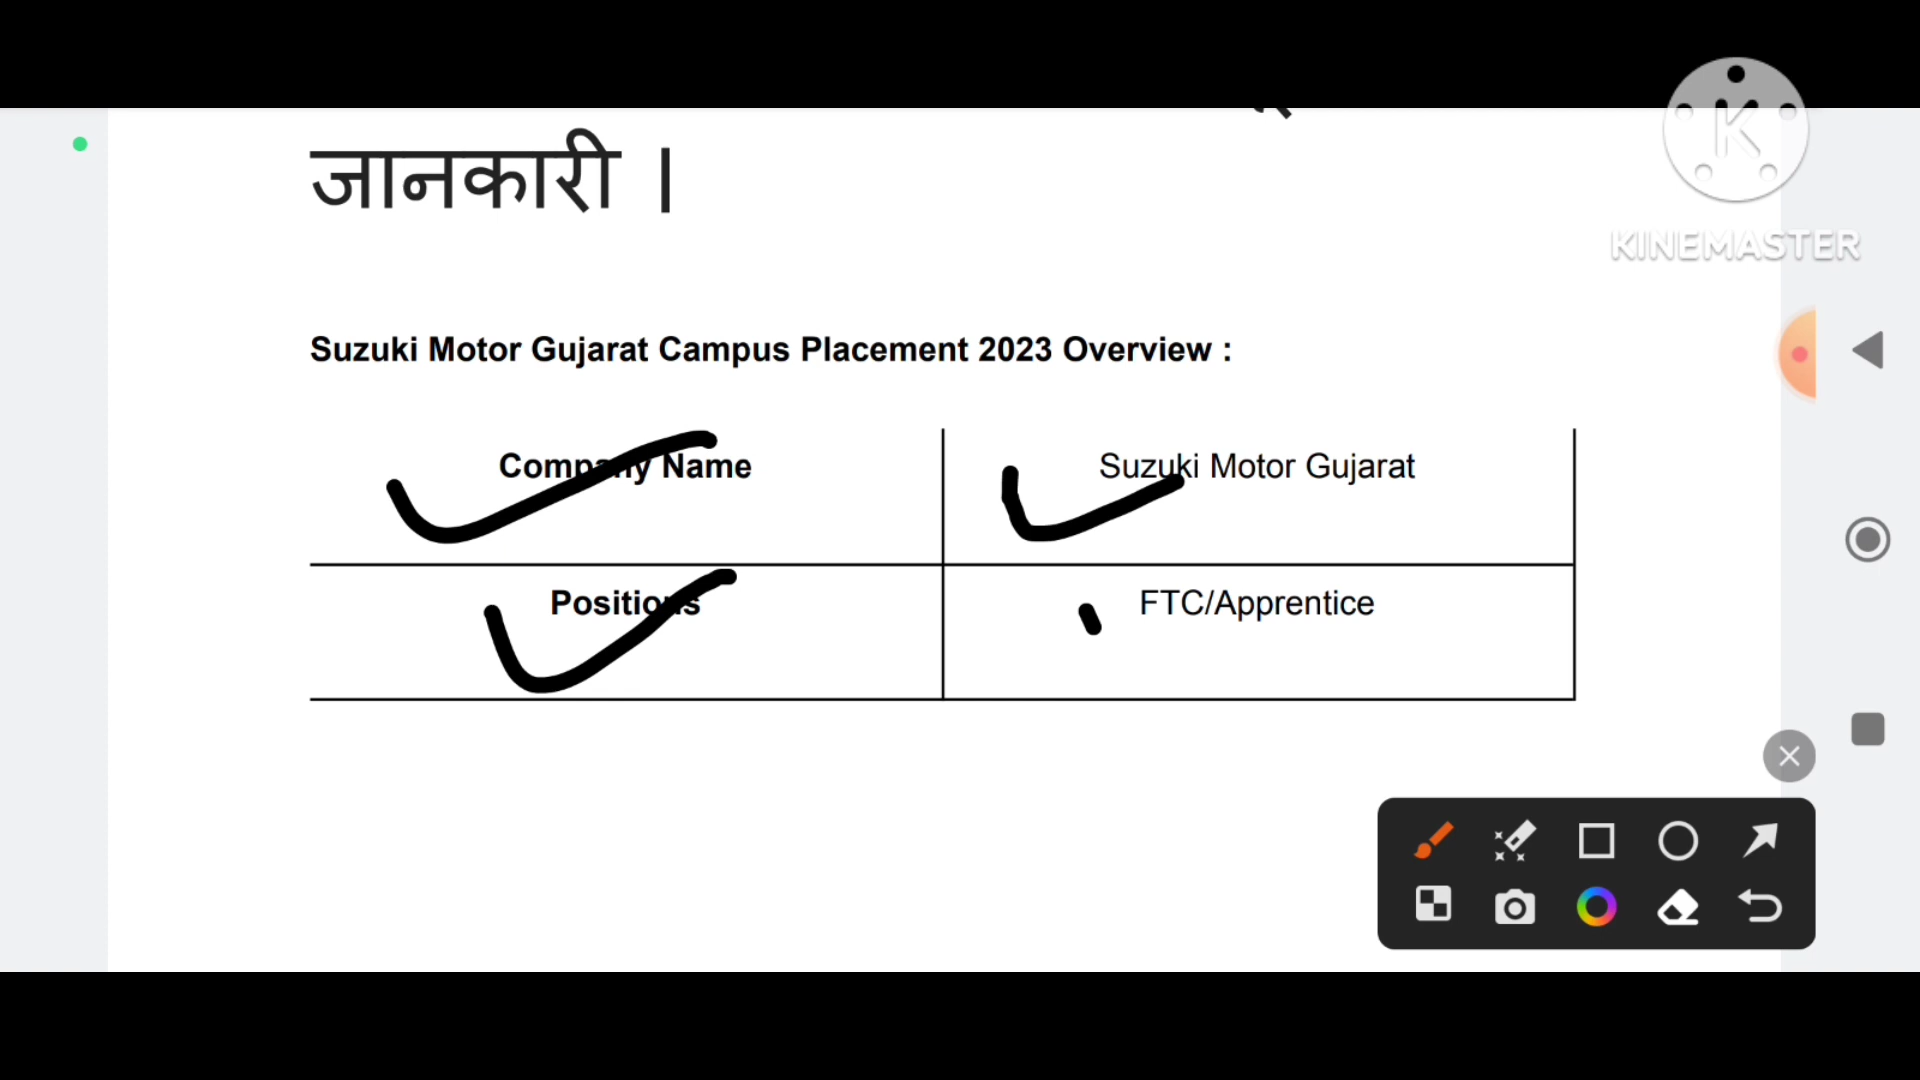 जानकारी ।
K
KINEMASTER
Suzuki Motor Gujarat Campus Placement 2023 Overview :
Company Name
Suzuki Motor Gujarat
Positions
FTC/Apprentice